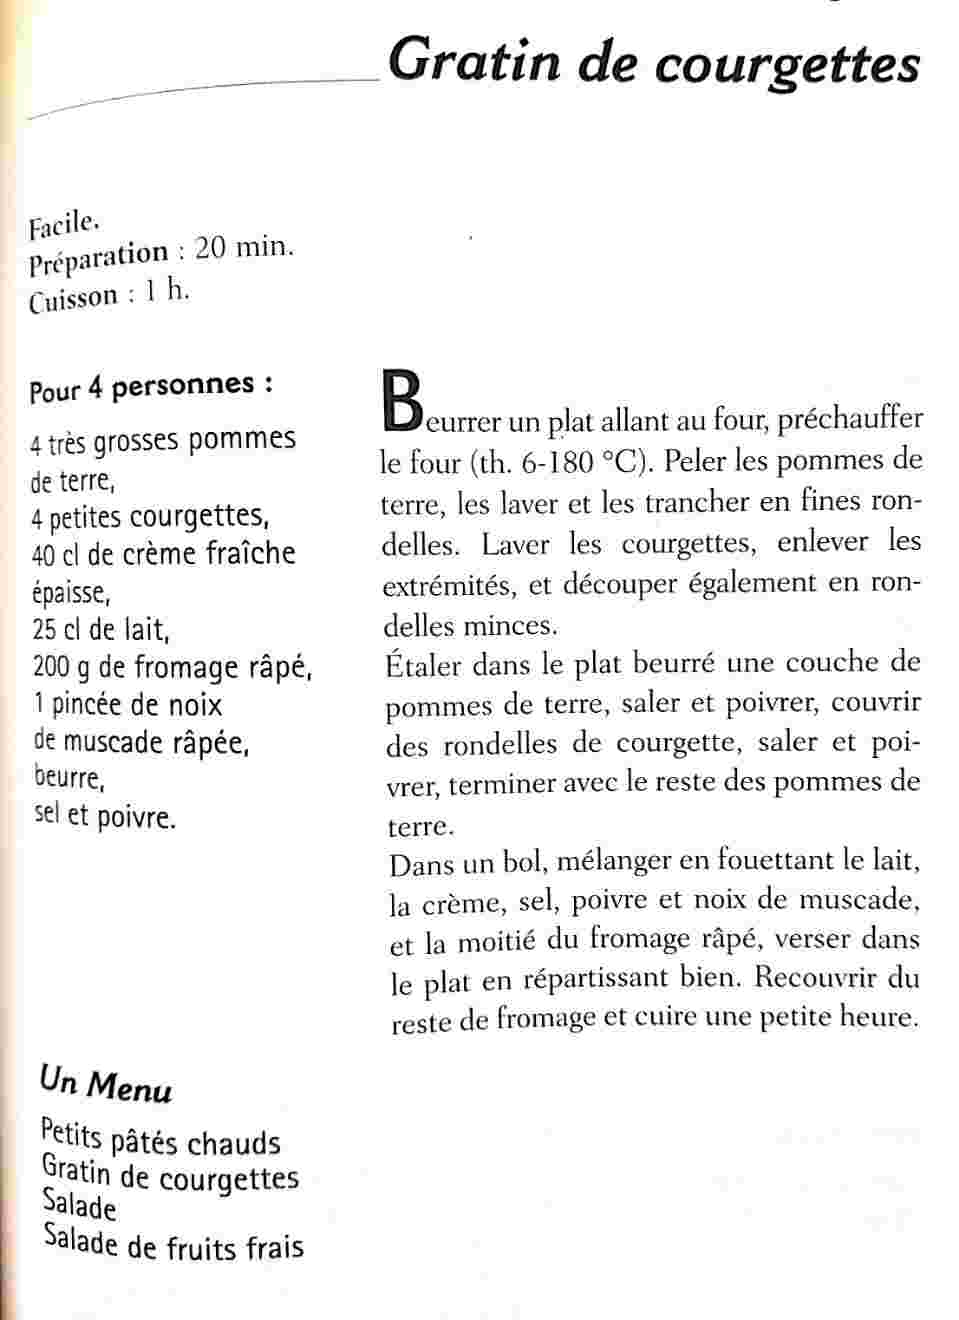 Gratin de courgettes
Facile.
Préparation : 20 min.
Cuisson : 1 h.
Pour 4 personnes :
4 très grosses pommes
de terre,
4 petites courgettes,
40 cl de crème fraîche
épaisse,
25 cl de lait,
200 g de fromage râpé,
1 pincée de noix
de muscade râpée,
beurre,
sel et poivre.
Beurrer un plat allant au four, préchauffer
le four (th. 6-180 °C). Peler les pommes de
terre, les laver et les trancher en fines ron-
delles. Laver les courgettes, enlever les
extrémités, et découper également en ron-
delles minces.
Étaler dans le plat beurré une couche de
pommes de terre, saler et poivrer, couvrir
des rondelles de courgette, saler et poi-
vrer, terminer avec le reste des pommes de
terre.
Dans un bol, mélanger en fouettant le lait,
la crème, sel, poivre et noix de muscade,
et la moitié du fromage râpé, verser dans
le plat en répartissant bien. Recouvrir du
reste de fromage et cuire une petite heure.
Un Menu
Petits pâtés chauds
Gratin de courgettes
Salade
Salade de fruits frais